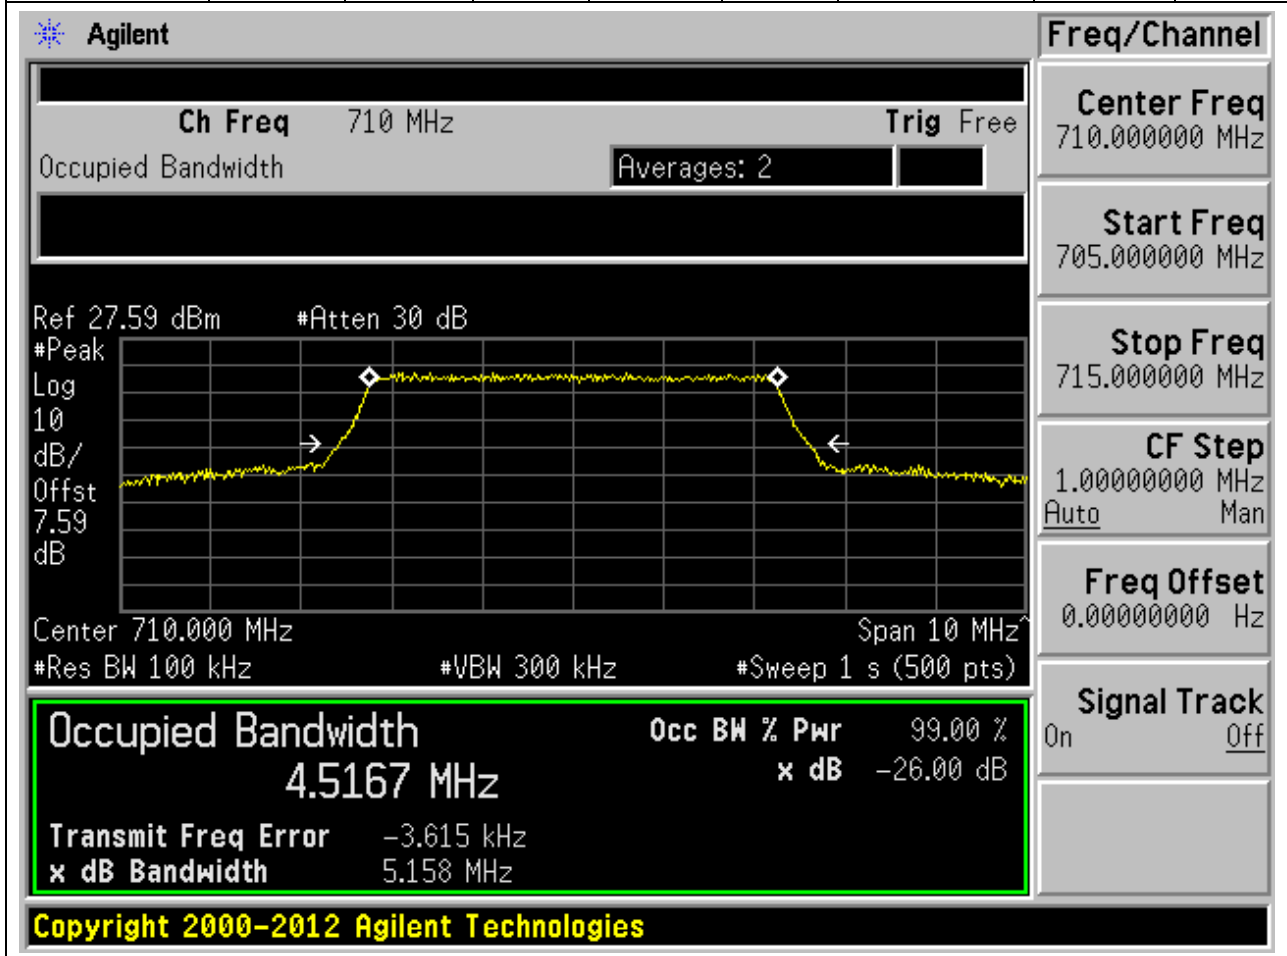 Agilent
Freq/Channel
Ch Freq 710 MHz Trig Free
Occupied Bandwidth Averages: 2
Center Freq
710.000000 MHz
Start Freq
705.000000 MHz
Stop Freq
715.000000 MHz
CF Step
1.00000000 MHz
Auto Man
Freq Offset
0.00000000 Hz
Signal Track
On Off
Ref 27.59 dBm #Atten 30 dB
#Peak
Log
10
dB/
Offst
7.59
dB
Center 710.000 MHz Span 10 MHz^
#Res BW 100 kHz #VBW 300 kHz #Sweep 1 s (500 pts)
Occupied Bandwidth
4.5167 MHz
Occ BW % Pwr 99.00 %
x dB -26.00 dB
Transmit Freq Error -3.615 kHz
x dB Bandwidth 5.158 MHz
Copyright 2000-2012 Agilent Technologies